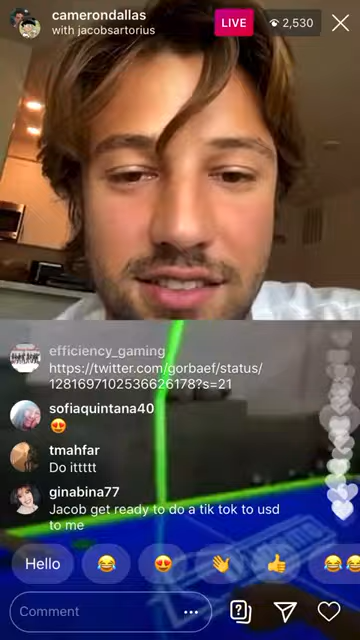 camerondallas
with jacobsartorius
LIVE
2,530
efficiency_gaming
https://twitter.com/gorbaef/status/
1281697102536626178?s=21
sofiaquintana40
😍
tmahfar
Do ittttt
ginabina77
Jacob get ready to do a tik tok to usd
to me
Hello 😂 😍 👋 👍 😂😂
Comment